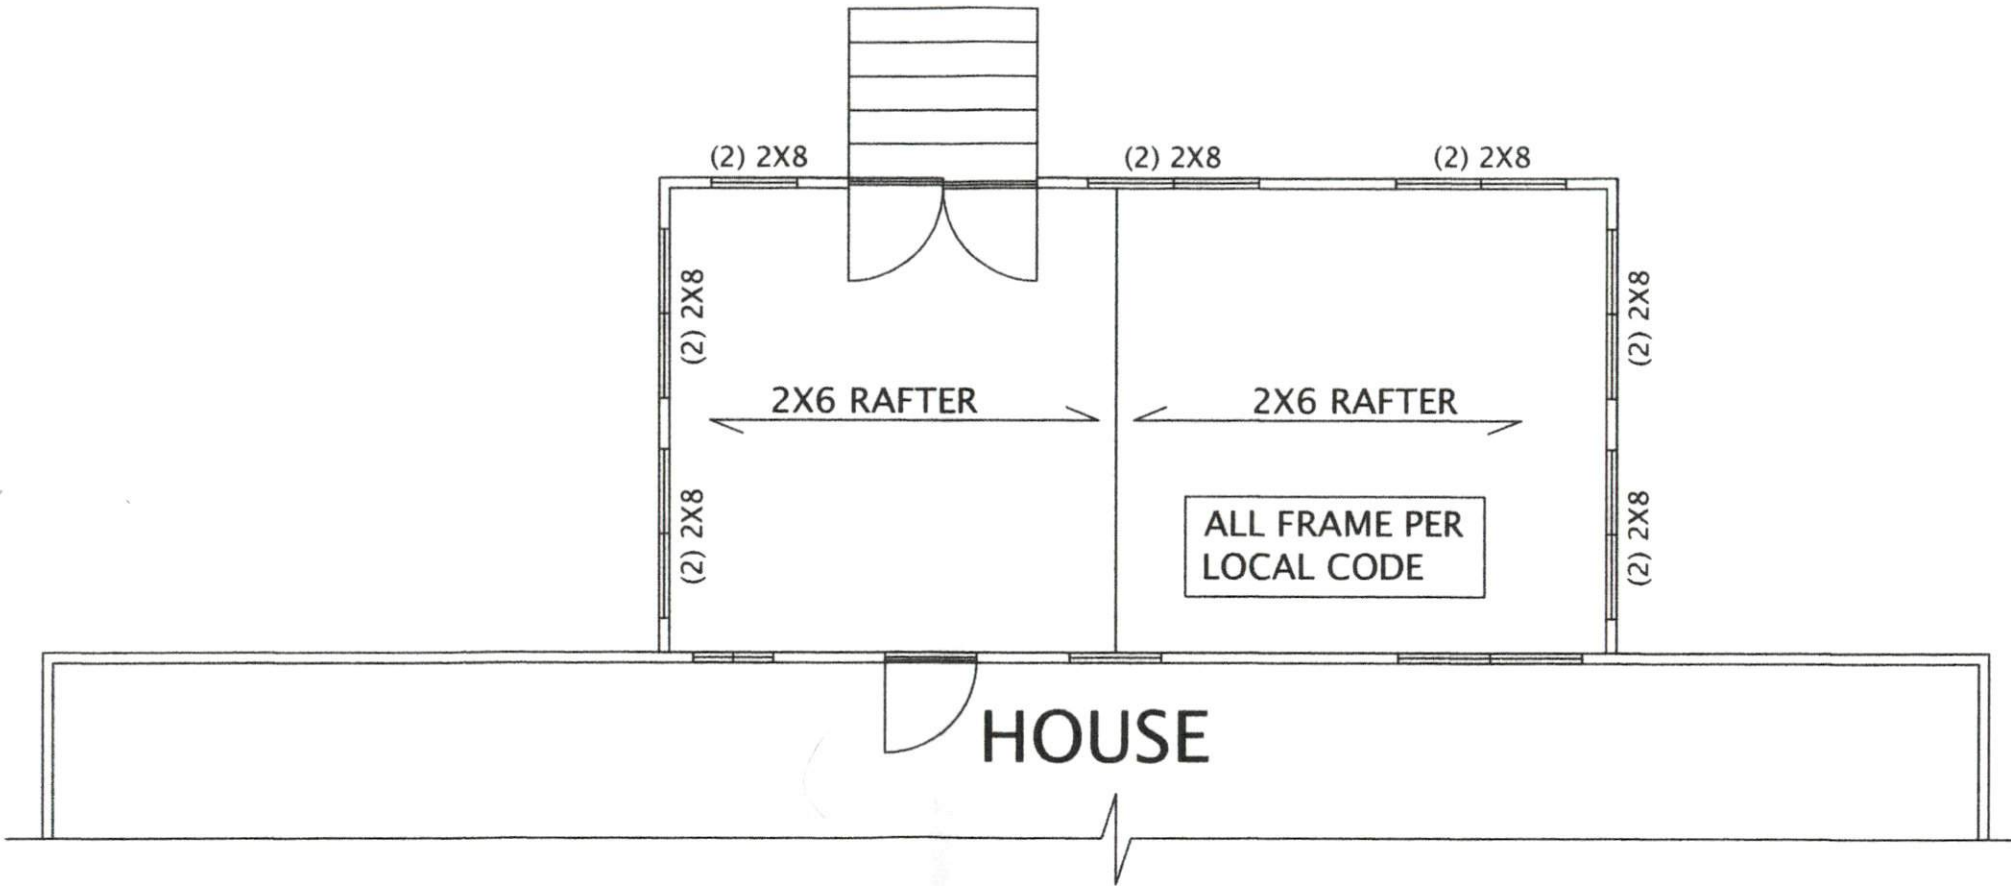 (2) 2X8
(2) 2X8
(2) 2X8
(2) 2X8
(2) 2X8
2X6 RAFTER
2X6 RAFTER
(2) 2X8
(2) 2X8
ALL FRAME PER
LOCAL CODE
HOUSE